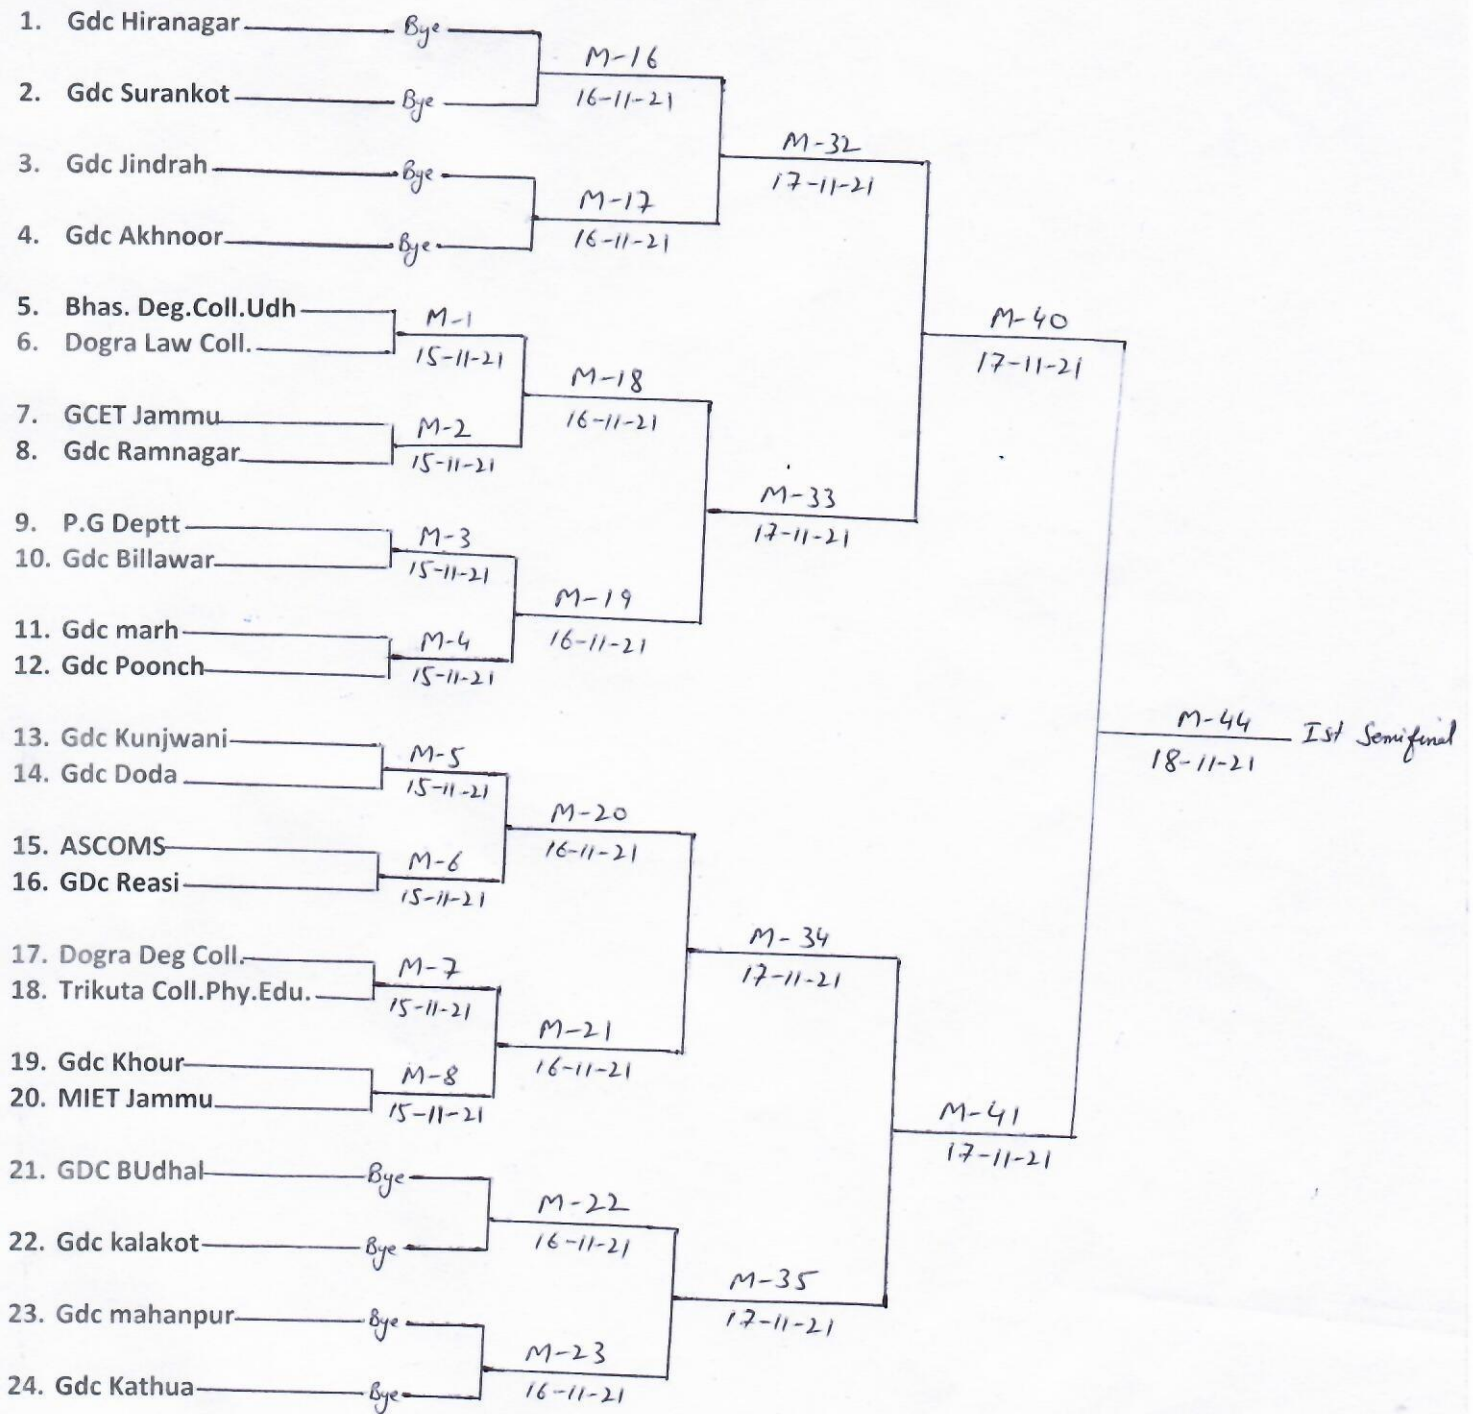 1. Gdc Hiranagar Bye
M-16
2. Gdc Surankot Bye
16-11-21
M-32
3. Gdc Jindrah Bye
17-11-21
M-17
4. Gdc Akhnoor Bye
16-11-21
5. Bhas. Deg.Coll.Udh
M-1
6. Dogra Law Coll.
15-11-21
M-40
17-11-21
M-18
7. GCET Jammu
16-11-21
M-2
8. Gdc Ramnagar
15-11-21
M-33
9. P.G Deptt
17-11-21
M-3
10. Gdc Billawar
15-11-21
M-19
11. Gdc marh
16-11-21
M-4
12. Gdc Poonch
15-11-21
M-44 Ist Semifinal
18-11-21
13. Gdc Kunjwani
M-5
14. Gdc Doda
15-11-21
M-20
15. ASCOMS
16-11-21
M-6
16. GDc Reasi
15-11-21
M-34
17. Dogra Deg Coll.
17-11-21
M-7
18. Trikuta Coll.Phy.Edu.
15-11-21
M-21
19. Gdc Khour
16-11-21
M-8
20. MIET Jammu
15-11-21
M-41
17-11-21
21. GDC BUdhal Bye
M-22
22. Gdc kalakot Bye
16-11-21
M-35
23. Gdc mahanpur Bye
17-11-21
M-23
24. Gdc Kathua Bye
16-11-21